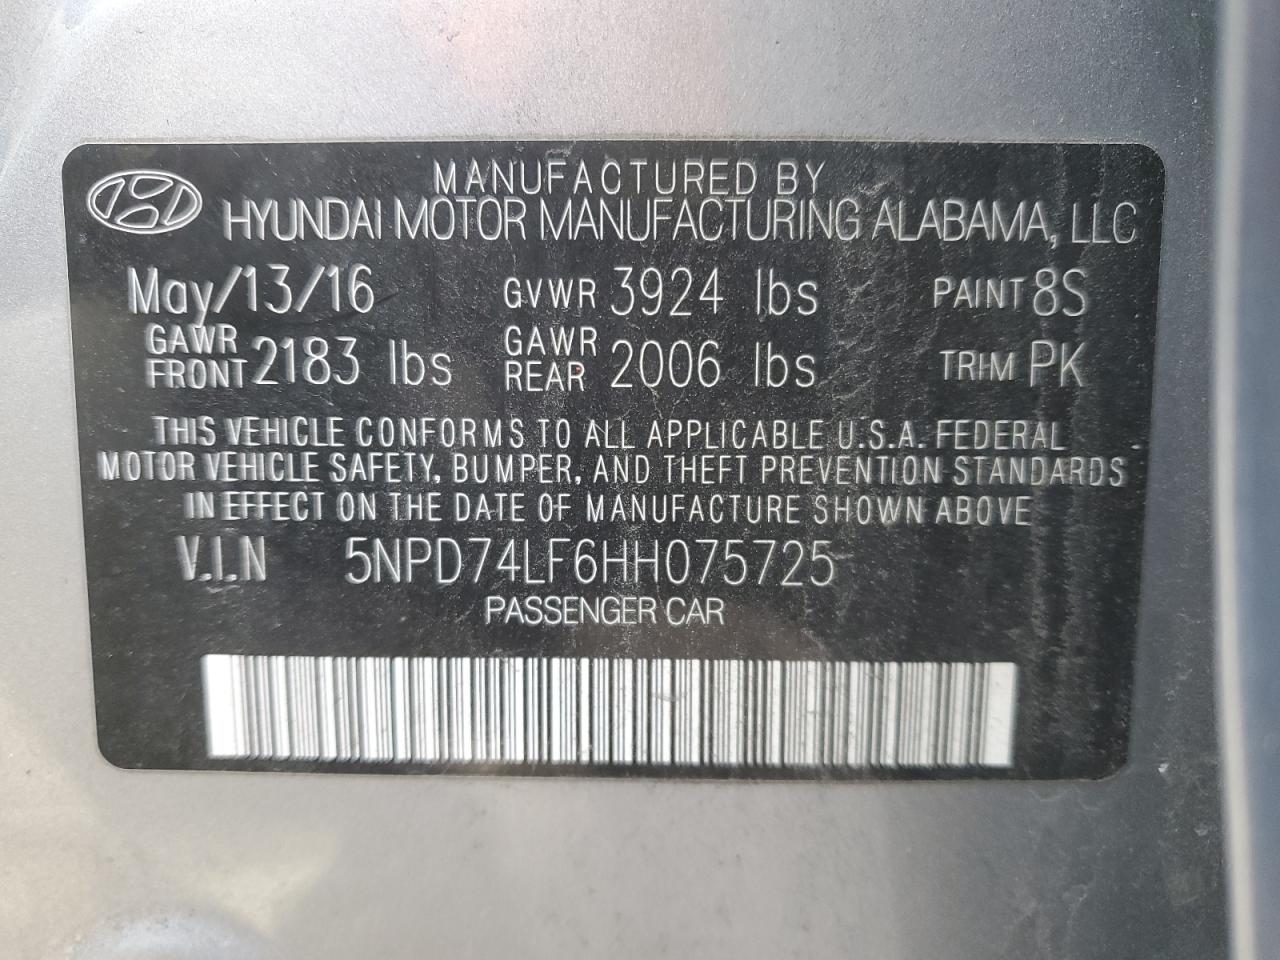 MANUFACTURED BY
HYUNDAI MOTOR MANUFACTURING ALABAMA, LLC
May/13/16 GVWR 3924 lbs PAINT 8S
GAWR FRONT 2183 lbs GAWR REAR 2006 lbs TRIM PK
THIS VEHICLE CONFORMS TO ALL APPLICABLE U.S.A. FEDERAL
MOTOR VEHICLE SAFETY, BUMPER, AND THEFT PREVENTION STANDARDS
IN EFFECT ON THE DATE OF MANUFACTURE SHOWN ABOVE
V.I.N 5NPD74LF6HH075725
PASSENGER CAR